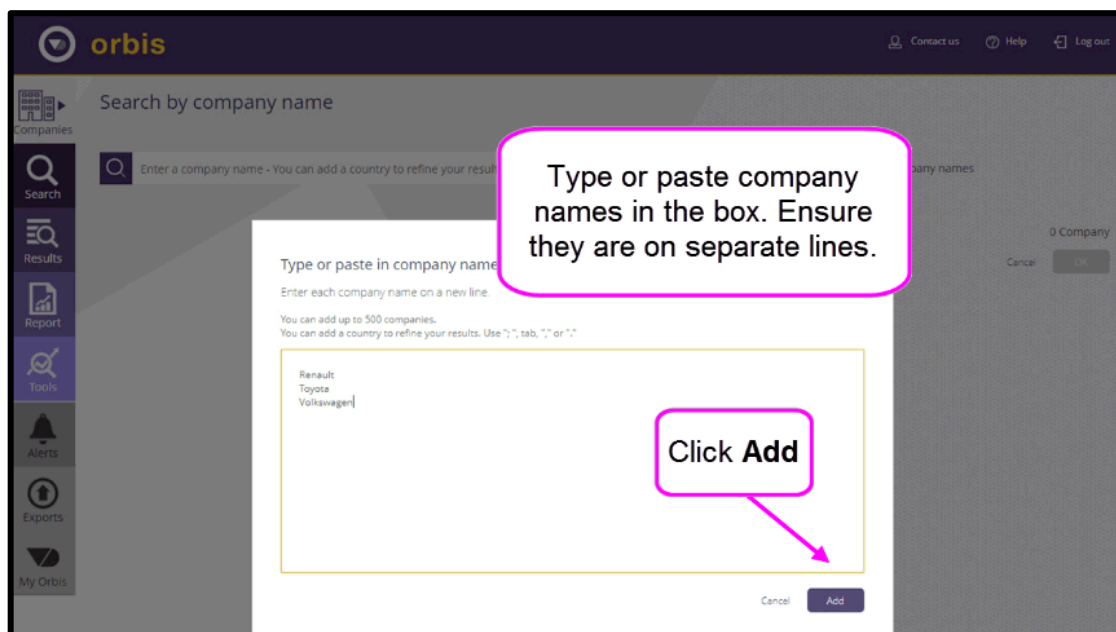 orbis
Contact us
Help
Log out
Companies
Search by company name
Search
Enter a company name - You can add a country to refine your
Type or paste company
names in the box. Ensure
they are on separate lines.
names
Results
0 Company
Cancel
OK
Report
Tools
Alerts
Exports
My Orbis
Type or paste in company name
Enter each company name on a new line.
You can add up to 500 companies.
You can add a country to refine your results. Use ";", tab, "," or "."
Renault
Toyota
Volkswagen
Click Add
Cancel
Add